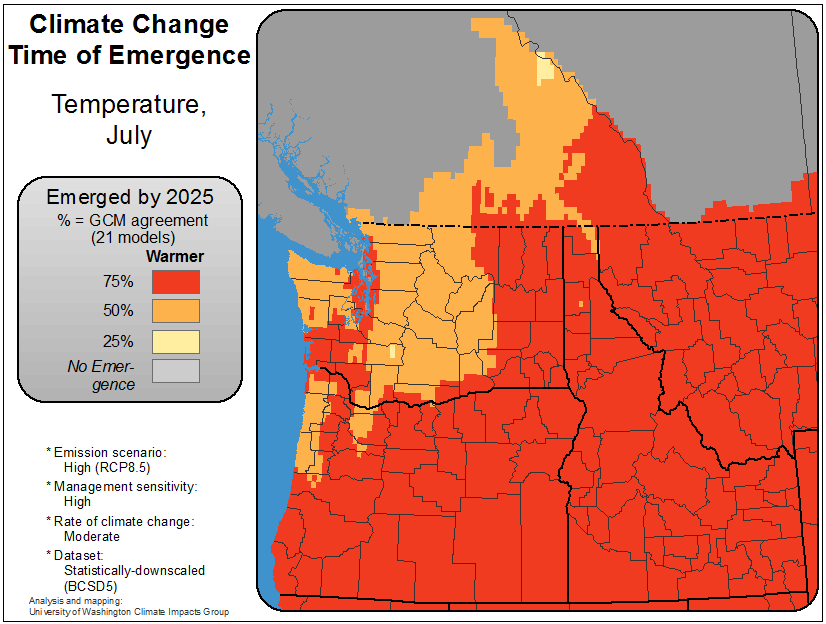 Climate Change
Time of Emergence
Temperature,
July
Emerged by 2025
% = GCM agreement
(21 models)
Warmer
75%
50%
25%
No Emer-
gence
* Emission scenario:
High (RCP8.5)
* Management sensitivity:
High
* Rate of climate change:
Moderate
* Dataset:
Statistically-downscaled
(BCSD5)
Analysis and mapping:
University of Washington Climate Impacts Group